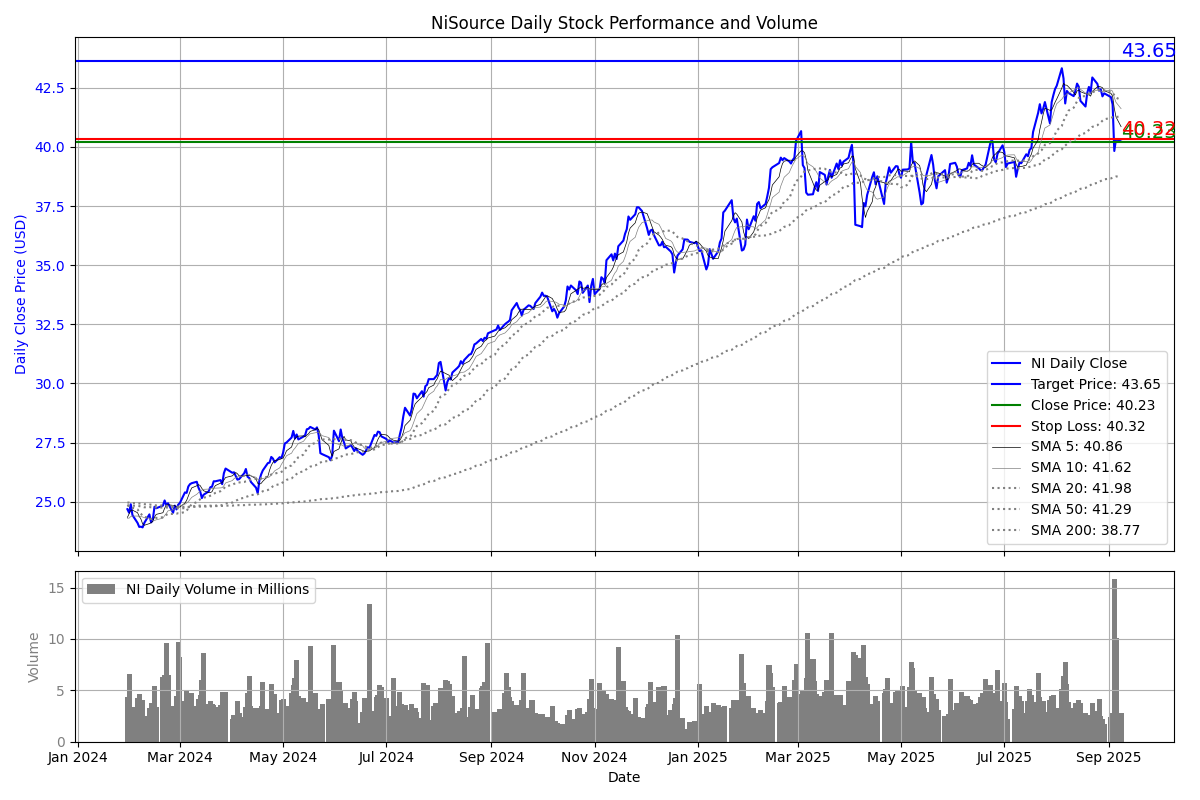 NiSource Daily Stock Performance and Volume
Daily Close Price (USD)
42.5
40.0
37.5
35.0
32.5
30.0
27.5
25.0
43.65
40.32
40.23
NI Daily Close
Target Price: 43.65
Close Price: 40.23
Stop Loss: 40.32
SMA 5: 40.86
SMA 10: 41.62
SMA 20: 41.98
SMA 50: 41.29
SMA 200: 38.77
Volume
15
10
5
0
NI Daily Volume in Millions
Jan 2024 Mar 2024 May 2024 Jul 2024 Sep 2024 Nov 2024 Jan 2025 Mar 2025 May 2025 Jul 2025 Sep 2025
Date